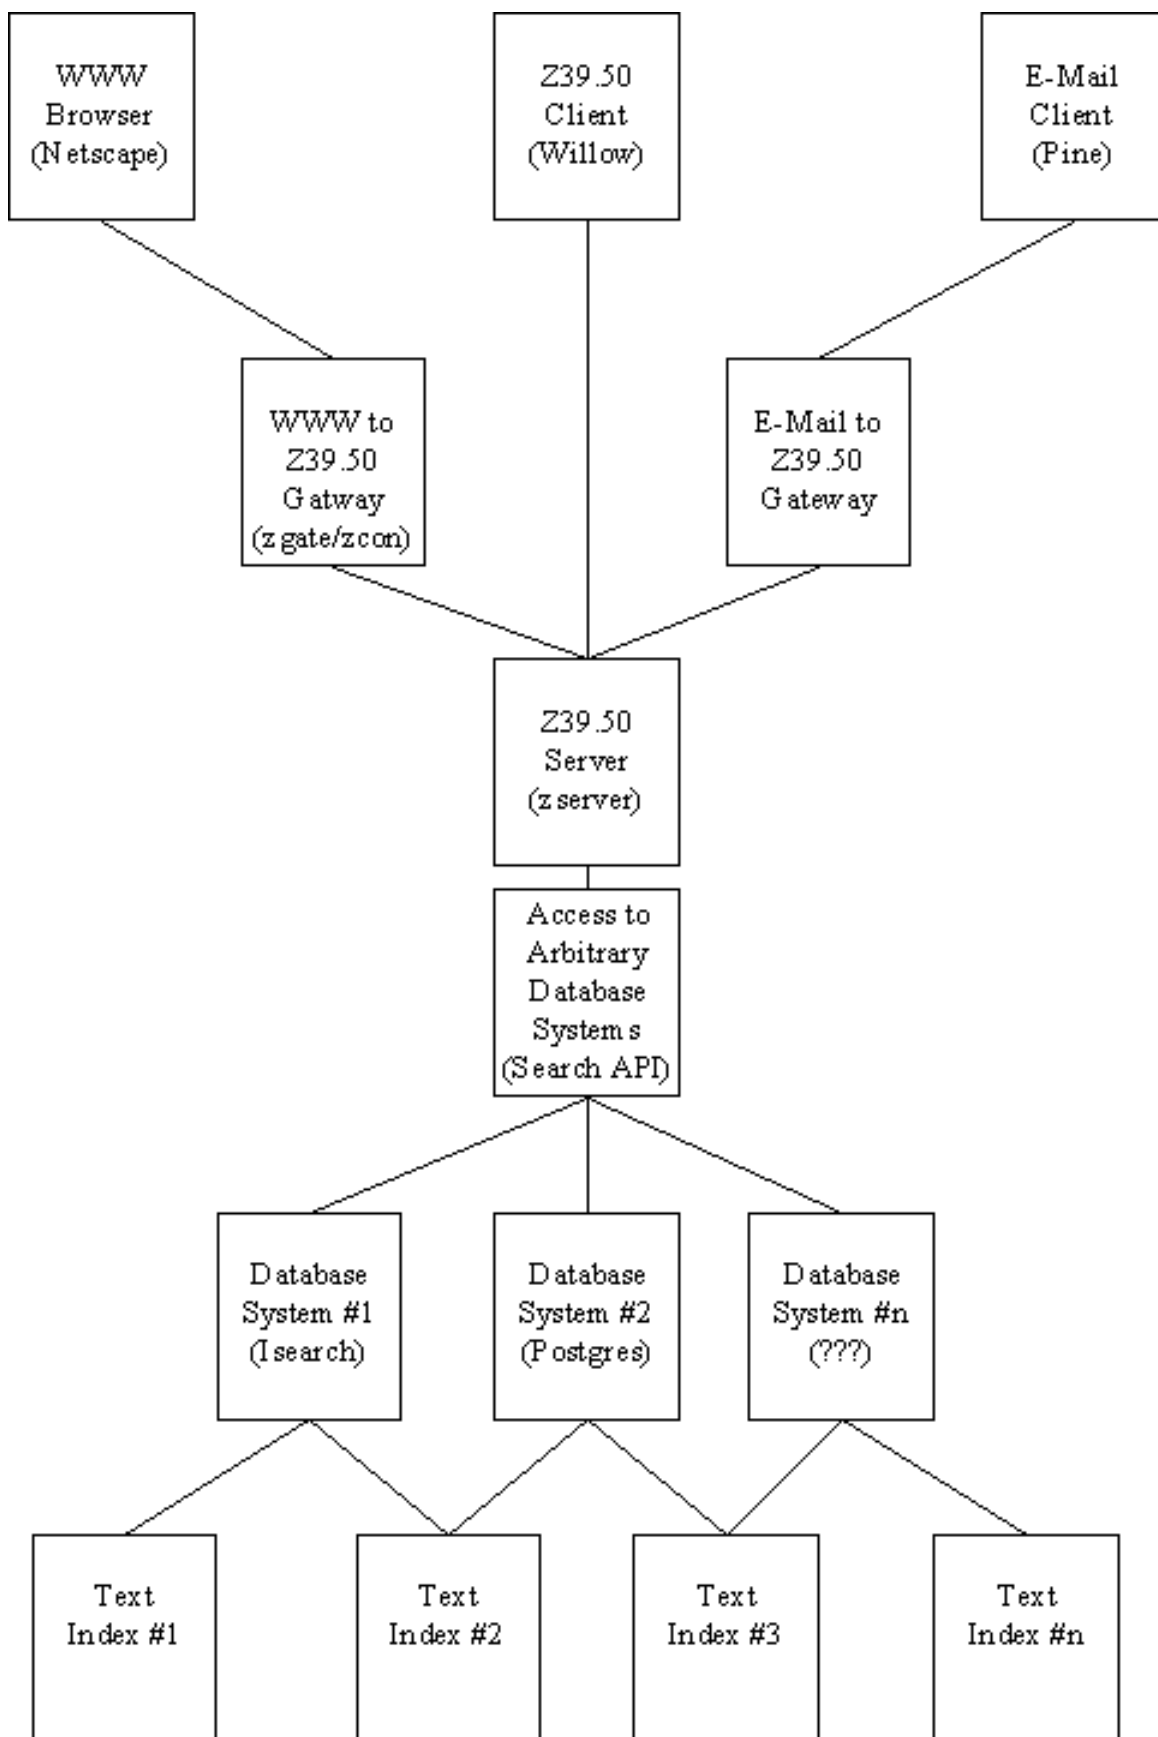 WWW
Browser
(Netscape)
Z39.50
Client
(Willow)
E-Mail
Client
(Pine)
WWW to
Z39.50
Gatway
(zgate/zcon)
E-Mail to
Z39.50
Gateway
Z39.50
Server
(zserver)
Access to
Arbitrary
Database
Systems
(Search API)
Database
System #1
(Isearch)
Database
System #2
(Postgres)
Database
System #n
(???)
Text
Index #1
Text
Index #2
Text
Index #3
Text
Index #n